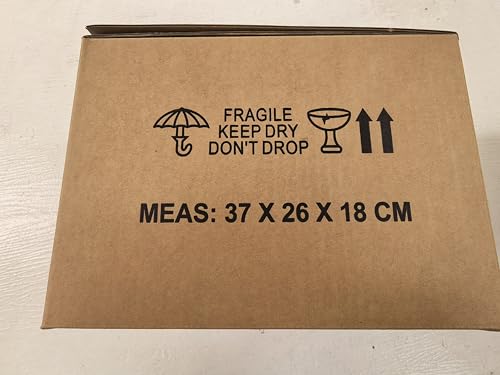 FRAGILE
KEEP DRY
DON'T DROP
MEAS: 37 X 26 X 18 CM